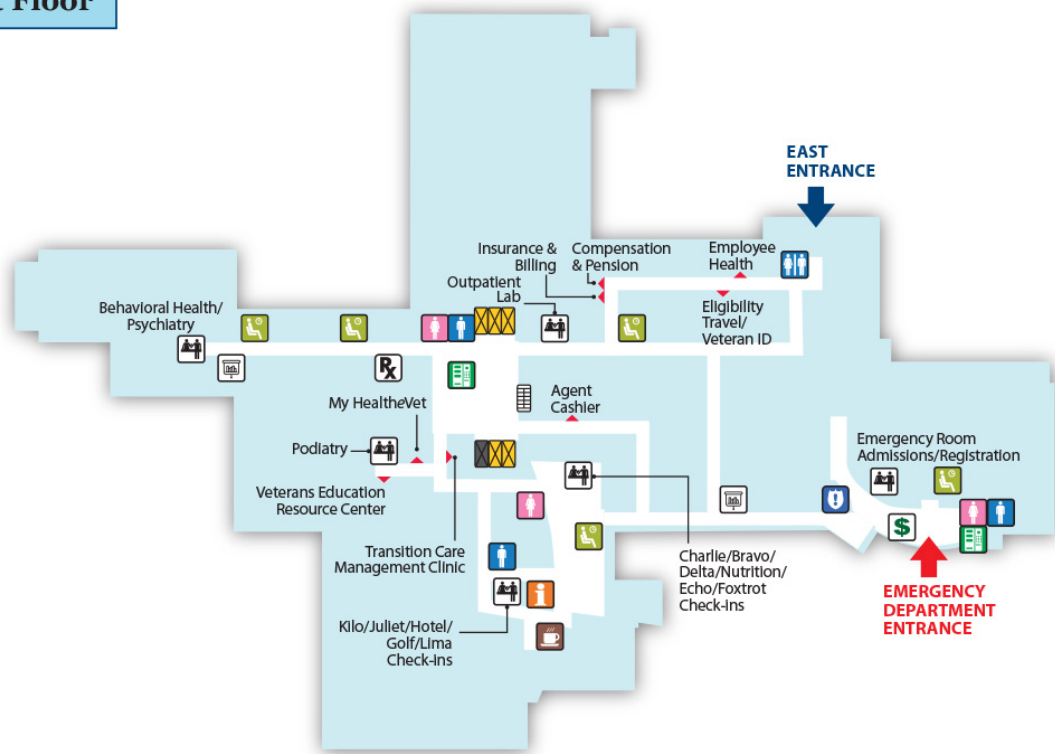 Floor
EAST
ENTRANCE
Insurance &
Billing
Compensation
& Pension
Employee
Health
Outpatient
Lab
Eligibility
Travel/
Veteran ID
Behavioral Health/
Psychiatry
Rx
My HealtheVet
Agent
Cashier
Podiatry
Emergency Room
Admissions/Registration
Veterans Education
Resource Center
$
Transition Care
Management Clinic
Charlie/Bravo/
Delta/Nutrition/
Echo/Foxtrot
Check-ins
i
EMERGENCY
DEPARTMENT
ENTRANCE
Kilo/Juliet/Hotel/
Golf/Lima
Check-ins